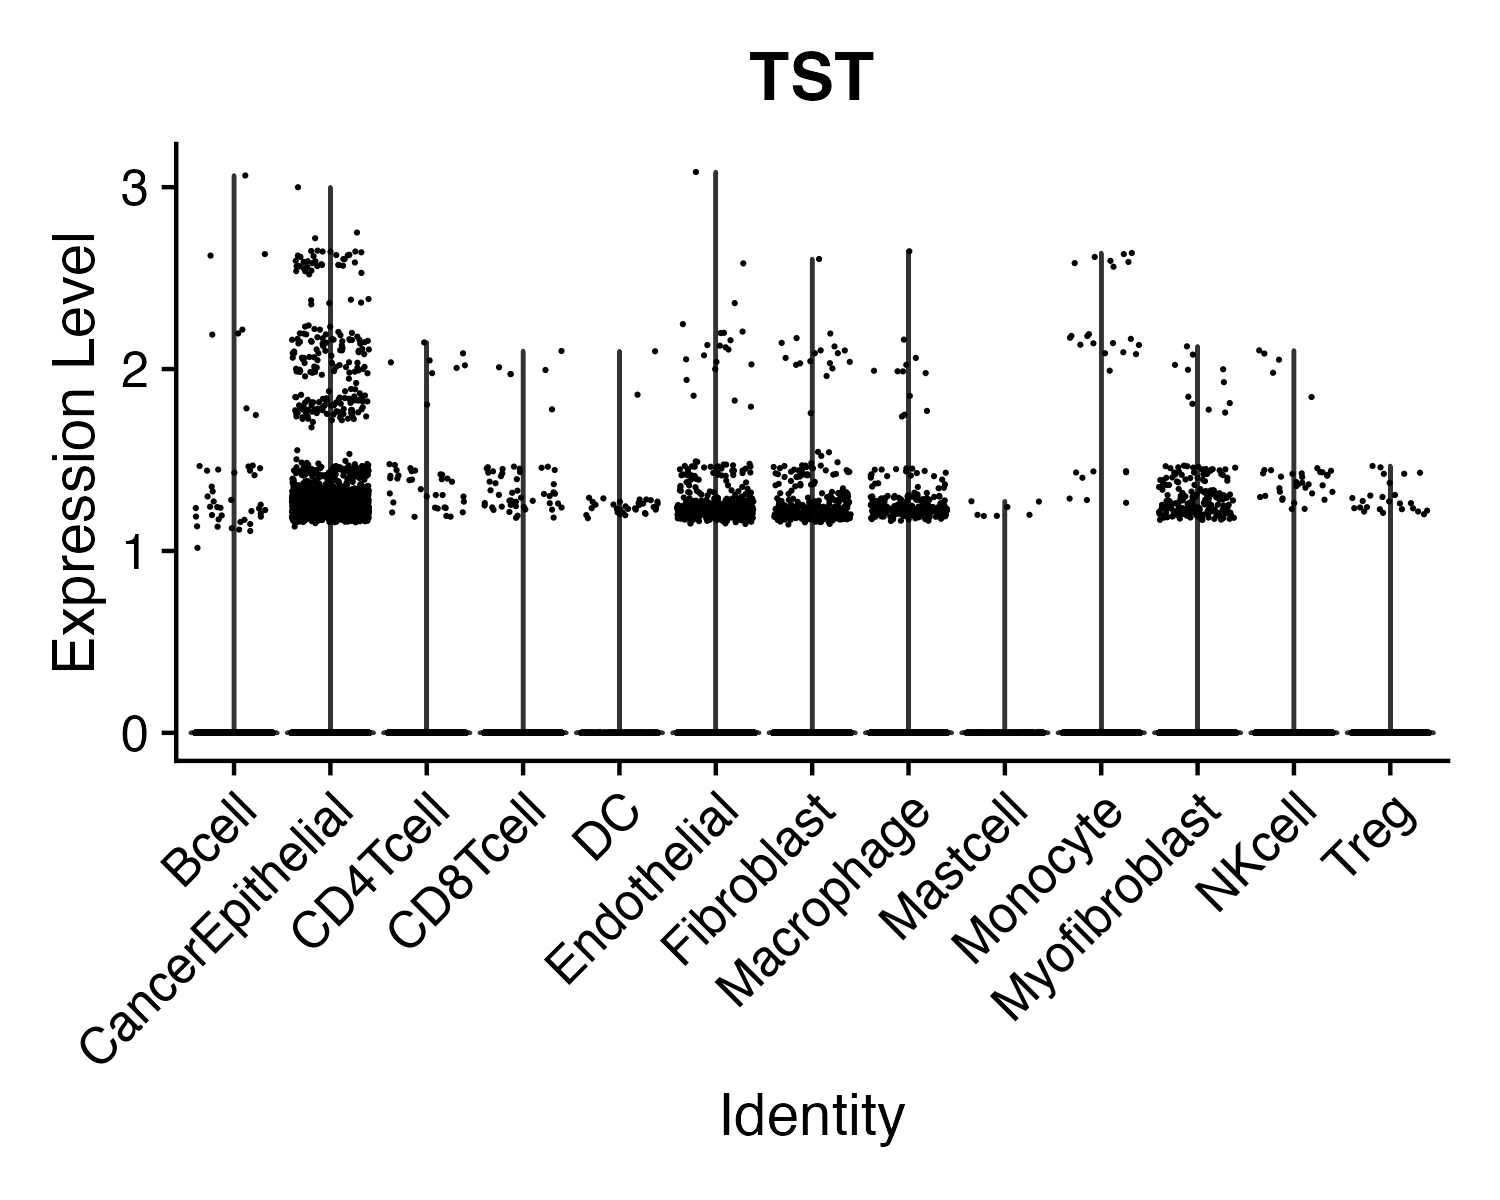 TST
Expression Level
3
2
1
0
Bcell
CancerEpithelial
CD4Tcell
CD8Tcell
DC
Endothelial
Fibroblast
Macrophage
Mastcell
Monocyte
Myofibroblast
NKcell
Treg
Identity